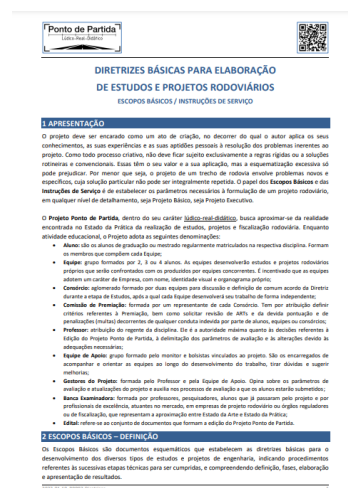 Ponto de Partida
Lúdico-Real-Didático
DIRETRIZES BÁSICAS PARA ELABORAÇÃO
DE ESTUDOS E PROJETOS RODOVIÁRIOS
ESCOPOS BÁSICOS / INSTRUÇÕES DE SERVIÇO
1 APRESENTAÇÃO
O projeto deve ser encarado como um ato de criação, no decorrer do qual o autor aplica os seus
conhecimentos, as suas experiências e as suas aptidões pessoais à resolução dos problemas inerentes ao
projeto. Como todo processo criativo, não deve ficar sujeito exclusivamente a regras rígidas ou a soluções
rotineiras e convencionais. Essas têm o seu valor e a sua aplicação, mas a esquematização excessiva só
pode prejudicar. Por menor que seja, o projeto de um trecho de rodovia envolve problemas novos e
específicos, cuja solução particular não pode ser integralmente repetida. O papel dos Escopos Básicos e das
Instruções de Serviço é de estabelecer os parâmetros necessários à formulação de um projeto rodoviário,
em qualquer nível de detalhamento, seja Projeto Básico, seja Projeto Executivo.
O Projeto Ponto de Partida, dentro do seu caráter lúdico-real-didático, busca aproximar-se da realidade
encontrada no Estado da Prática da realização de estudos, projetos e fiscalização rodoviária. Enquanto
atividade educacional, o Projeto adota as seguintes denominações:
• Aluno: são os alunos de graduação ou mestrado regularmente matriculados na respectiva disciplina. Formam
os membros que compõem cada Equipe;
• Equipe: grupo formados por 2, 3 ou 4 alunos. As equipes desenvolverão estudos e projetos rodoviários
próprios que serão confrontados com os produzidos por equipes concorrentes. É incentivado que as equipes
adotem um caráter de Empresa, com nome, identidade visual e organograma próprio;
• Consórcio: aglomerado formado por duas equipes para discussão e definição de comum acordo da Diretriz
durante a etapa de Estudos, após a qual cada Equipe desenvolverá seu trabalho de forma independente;
• Comissão de Premiação: formada por um representante de cada Consórcio. Tem por atribuição definir
critérios referentes à Premiação, bem como solicitar revisão de ARTs e da devida pontuação e de
penalizações (multas) decorrentes de qualquer conduta indevida por parte de alunos, equipes ou consórcios;
• Professor: atribuição do regente da disciplina. Ele é a autoridade máxima quanto às decisões referentes à
Edição do Projeto Ponto de Partida, à delimitação dos parâmetros de avaliação e às alterações devido às
adequações necessárias;
• Equipe de Apoio: grupo formado pelo monitor e bolsistas vinculados ao projeto. São os encarregados de
acompanhar e orientar as equipes ao longo do desenvolvimento do trabalho, tirar dúvidas e sugerir
melhorias;
• Gestores do Projeto: formada pelo Professor e pela Equipe de Apoio. Opina sobre os parâmetros de
avaliação e atualizações do projeto e auxilia nos processos de avaliação a que os alunos estarão submetidos;
• Banca Examinadora: formada por professores, pesquisadores, alunos que já passaram pelo projeto e por
profissionais de excelência, atuantes no mercado, em empresas de projeto rodoviário ou órgãos reguladores
ou de fiscalização, que representam a aproximação entre Estado da Arte e Estado da Prática;
• Edital: refere-se ao conjunto de documentos que formam a edição do Projeto Ponto de Partida.
2 ESCOPOS BÁSICOS – DEFINIÇÃO
Os Escopos Básicos são documentos esquemáticos que estabelecem as diretrizes básicas para o
desenvolvimento dos diversos tipos de estudos e projetos de engenharia, indicando procedimentos
referentes às sucessivas etapas técnicas para ser cumpridas, e compreendendo definição, fases, elaboração
e apresentação de resultados.